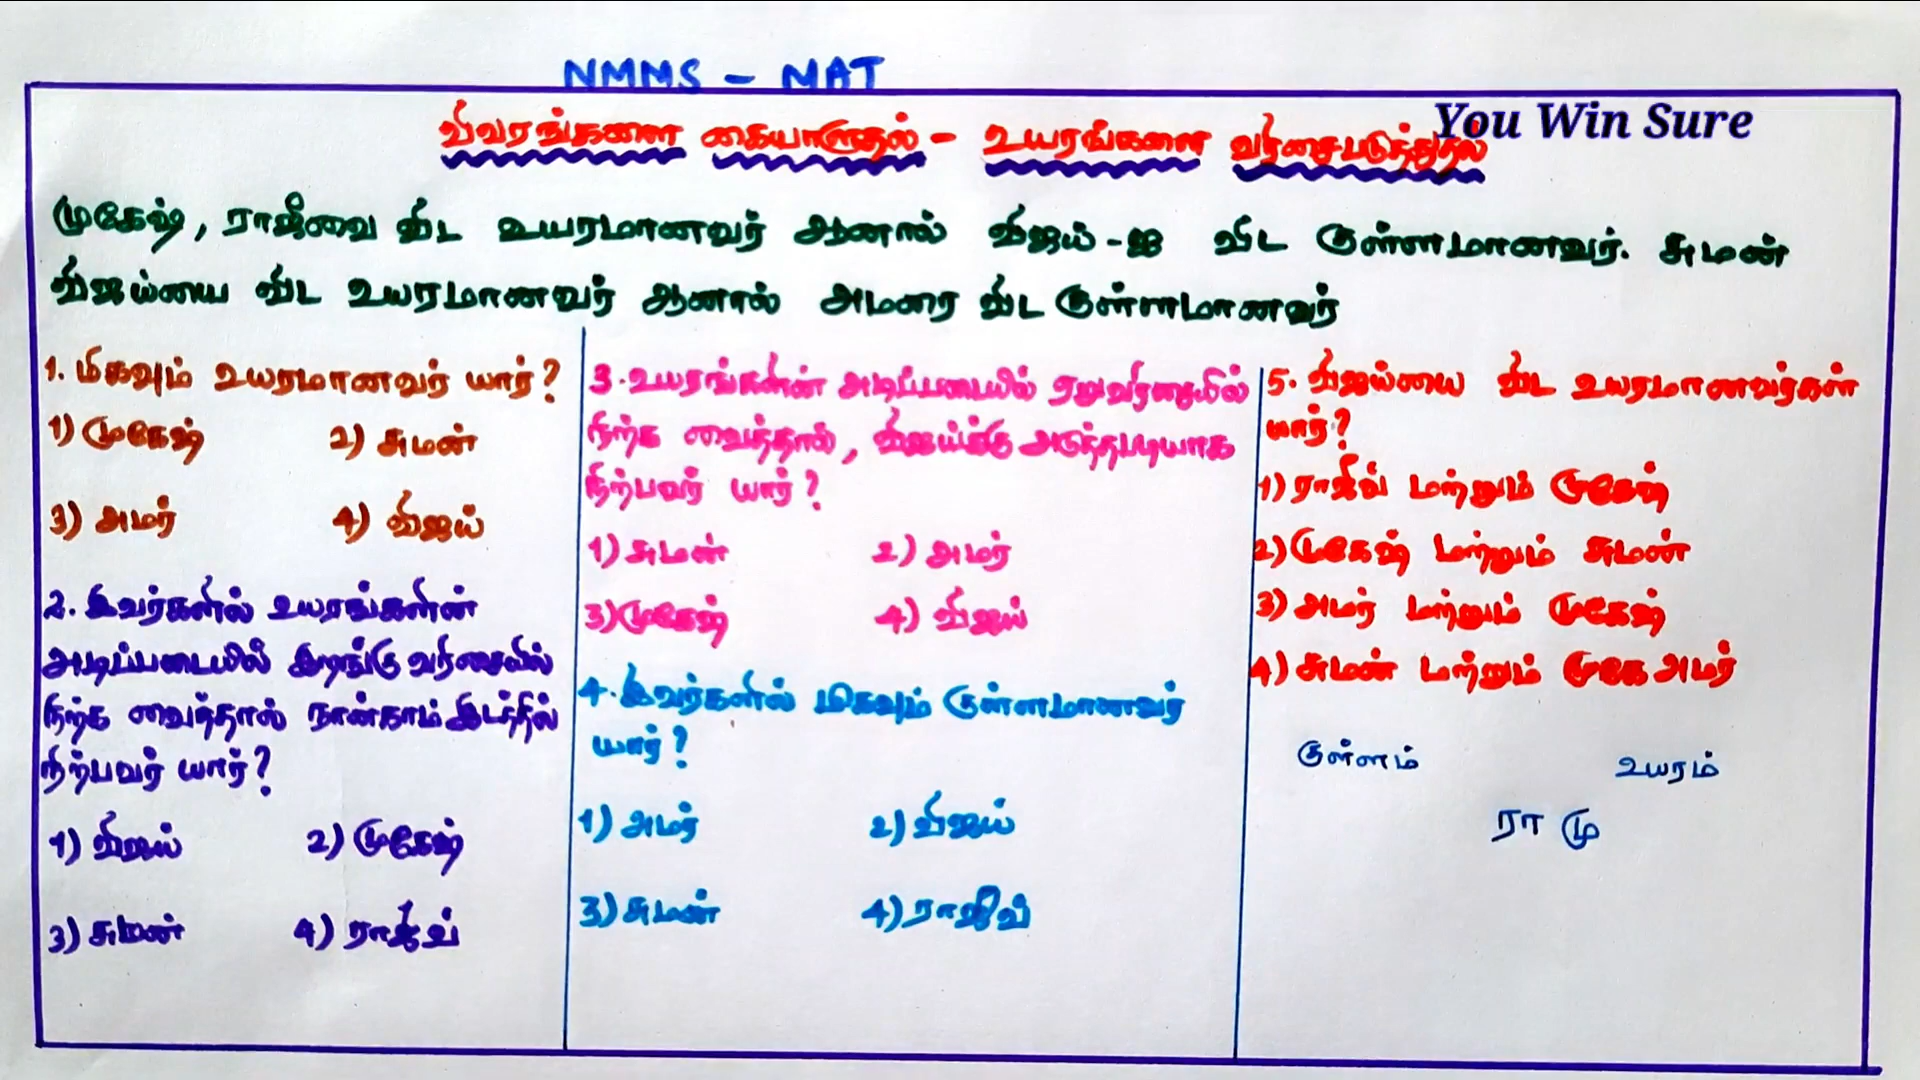 NMMS - MAT
You Win Sure
விவரங்களை கையாளுதல் - உயரங்களை வரிசைபடுத்துதல்
முகேஷ், ராஜீவை விட உயரமானவர் ஆனால் விஜய்-ஐ விட குள்ளமானவர். சுமன்
விஜய்யை விட உயரமானவர் ஆனால் அமரை விட குள்ளமானவர்
1. மிகவும் உயரமானவர் யார்?
1) முகேஷ் 2) சுமன்
3) அமர் 4) விஜய்
2. இவர்களில் உயரங்களின்
அடிப்படையில் இறங்கு வரிசையில்
நிற்க வைத்தால் நான்காம் இடத்தில்
நிற்பவர் யார்?
1) விஜய் 2) முகேஷ்
3) சுமன் 4) ராஜீவ்
3. உயரங்களின் அடிப்படையில் ஏறுவரிசையில்
நிற்க வைத்தால், விஜய்க்கு அடுத்தபடியாக
நிற்பவர் யார்?
1) சுமன் 2) அமர்
3) முகேஷ் 4) விஜய்
4. இவர்களில் மிகவும் குள்ளமானவர்
யார்?
1) அமர் 2) விஜய்
3) சுமன் 4) ராஜீவ்
5. விஜய்யை விட உயரமானவர்கள்
யார்?
1) ராஜீவ் மற்றும் முகேஷ்
2) முகேஷ் மற்றும் சுமன்
3) அமர் மற்றும் முகேஷ்
4) சுமன் மற்றும் முகே அமர்
குள்ளம் உயரம்
ரா மு